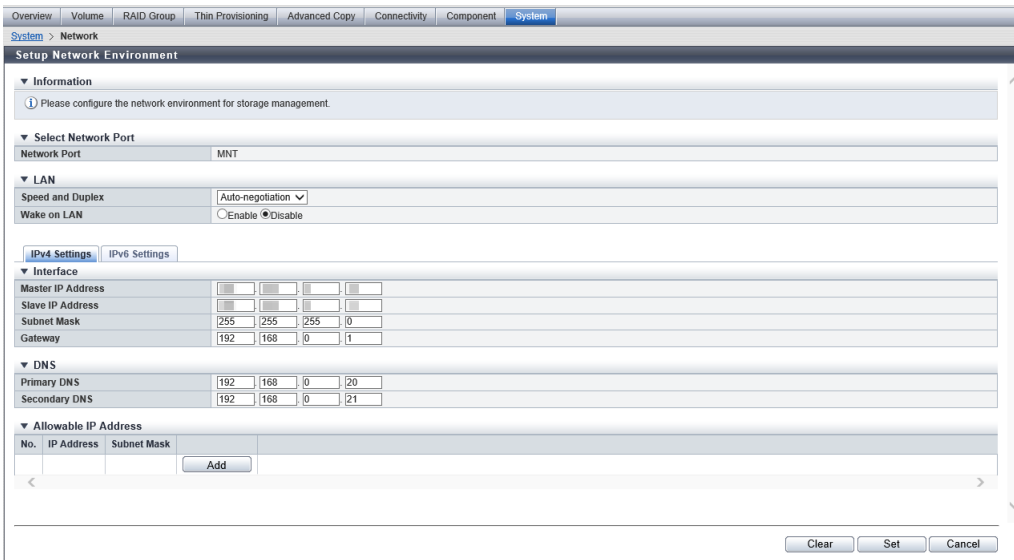 Overview Volume RAID Group Thin Provisioning Advanced Copy Connectivity Component System
System > Network
Setup Network Environment
Information
Please configure the network environment for storage management.
Select Network Port
Network Port MNT
LAN
Speed and Duplex Auto-negotiation
Wake on LAN Enable Disable
IPv4 Settings IPv6 Settings
Interface
Master IP Address . . .
Slave IP Address . . .
Subnet Mask 255 . 255 . 255 . 0
Gateway 192 . 168 . 0 . 1
DNS
Primary DNS 192 . 168 . 0 . 20
Secondary DNS 192 . 168 . 0 . 21
Allowable IP Address
No. IP Address Subnet Mask
Add
Clear Set Cancel